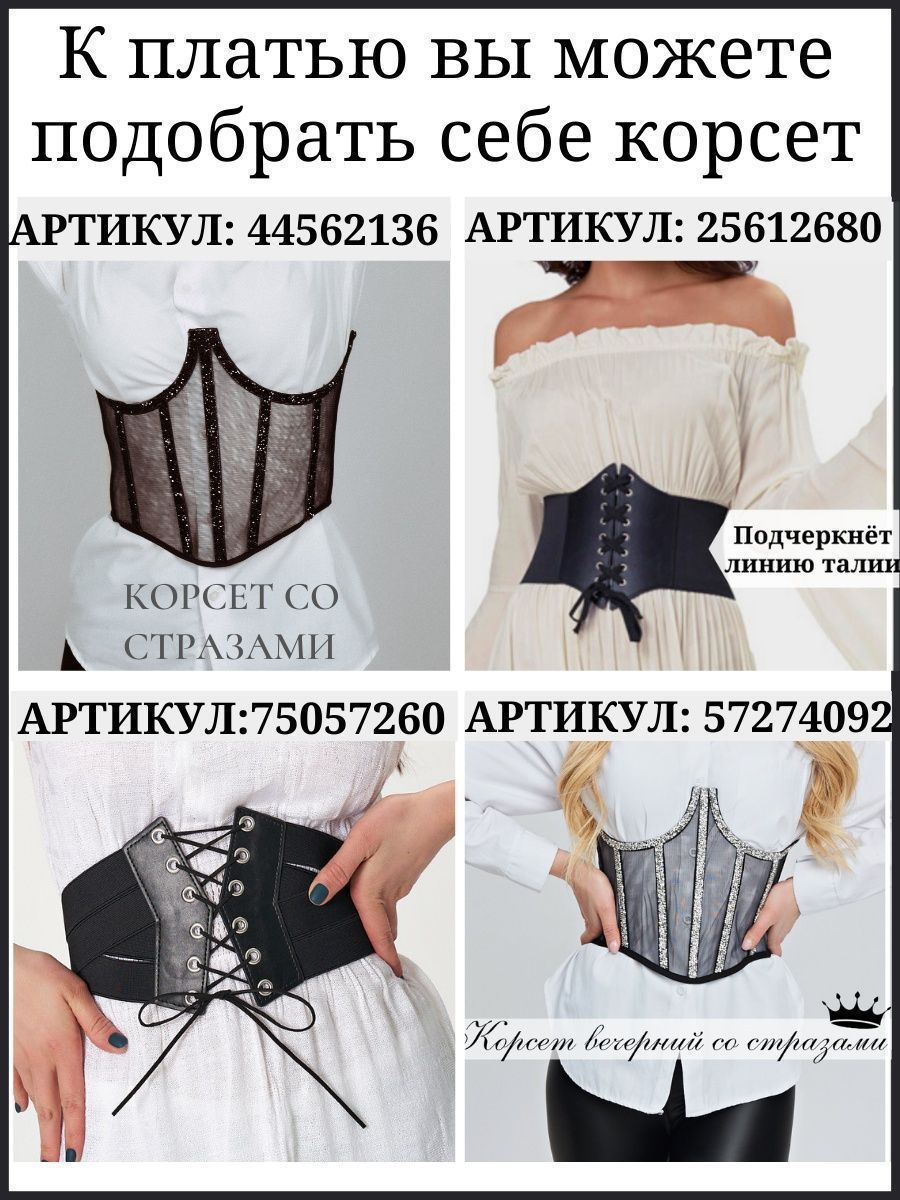 К платью вы можете
подобрать себе корсет
АРТИКУЛ: 44562136
АРТИКУЛ: 25612680
Подчеркнёт
линию талии
КОРСЕТ СО
СТРАЗАМИ
АРТИКУЛ:75057260
АРТИКУЛ: 57274092
Корсет вечерний со стразами